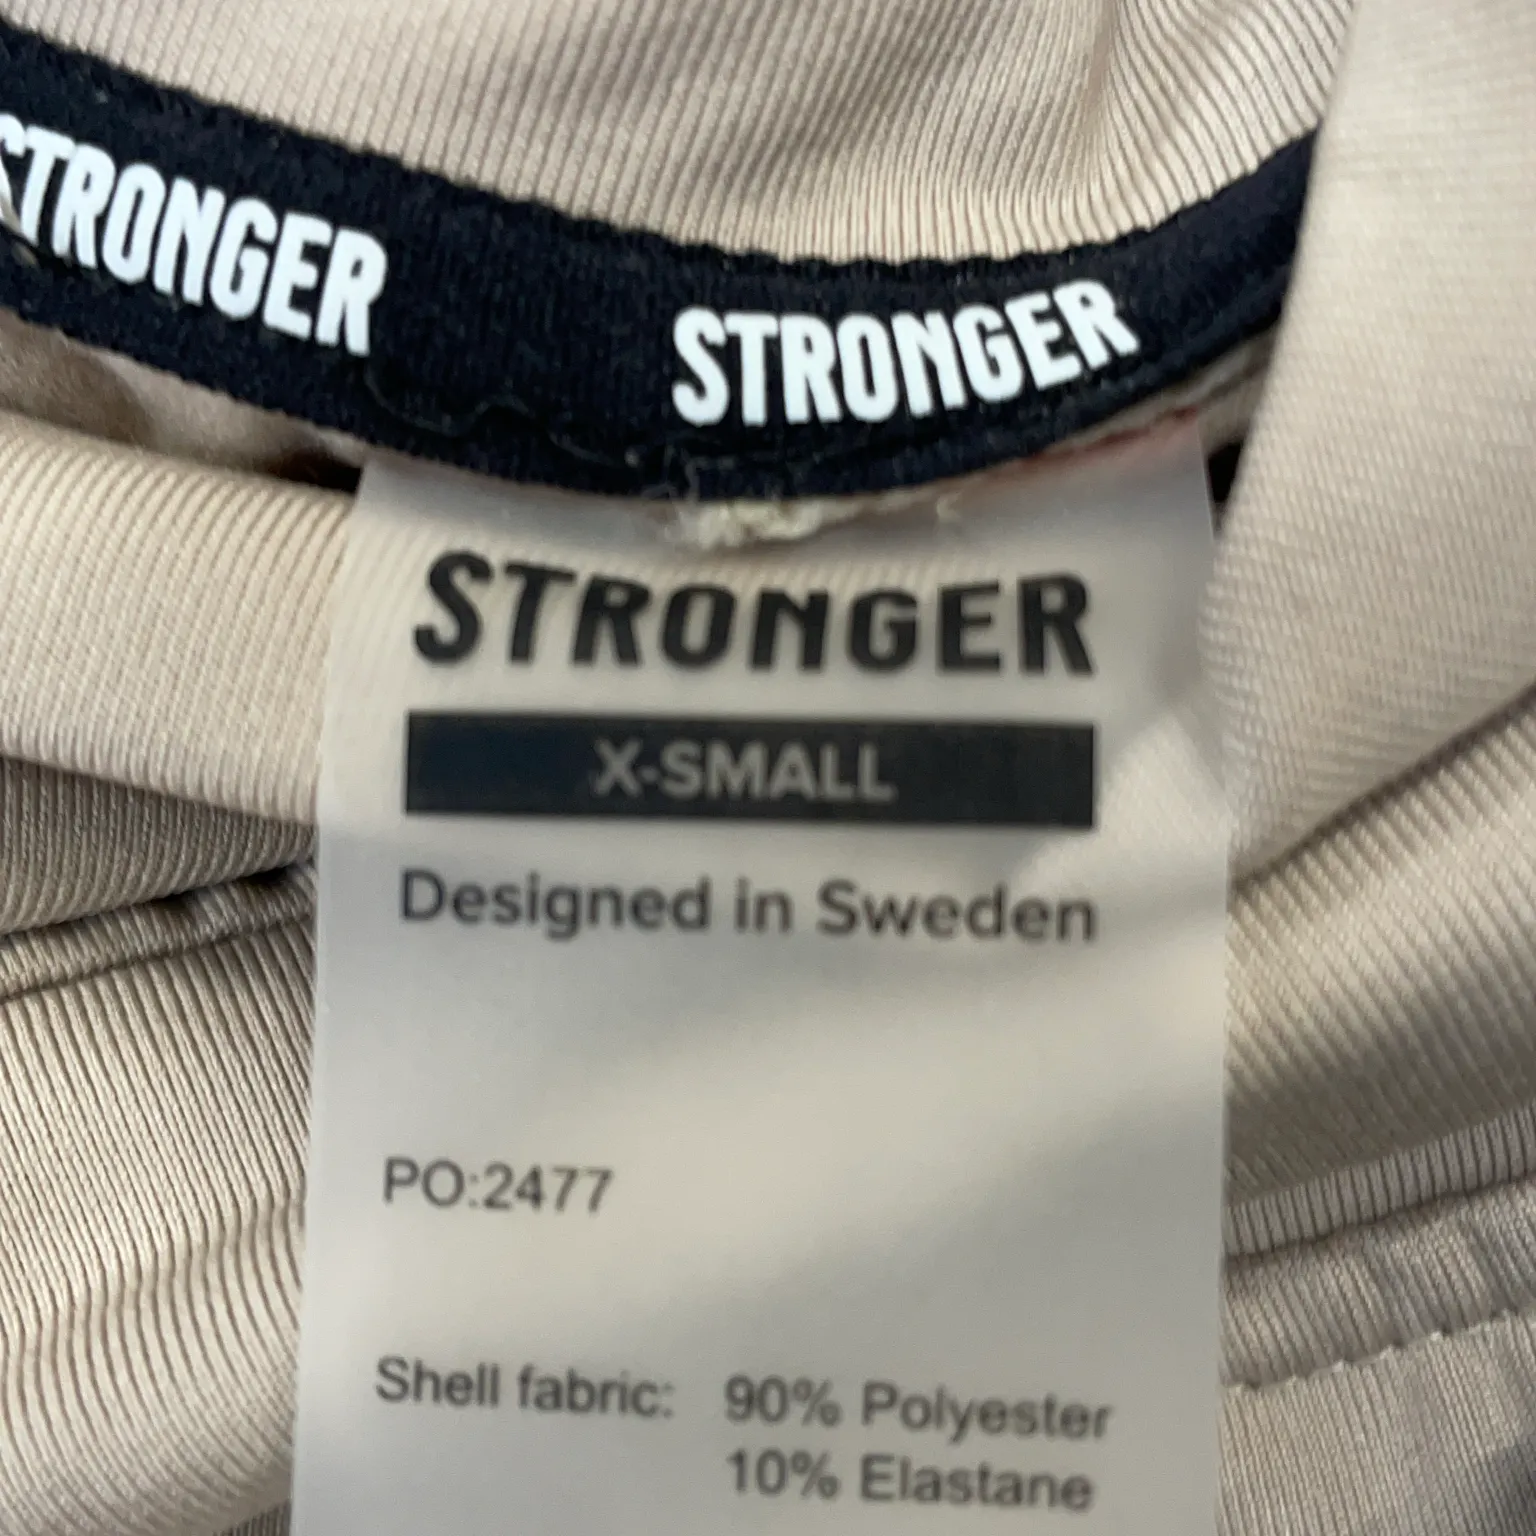 STRONGER
STRONGER
STRONGER
X-SMALL
Designed in Sweden
PO:2477
Shell fabric: 90% Polyester
10% Elastane